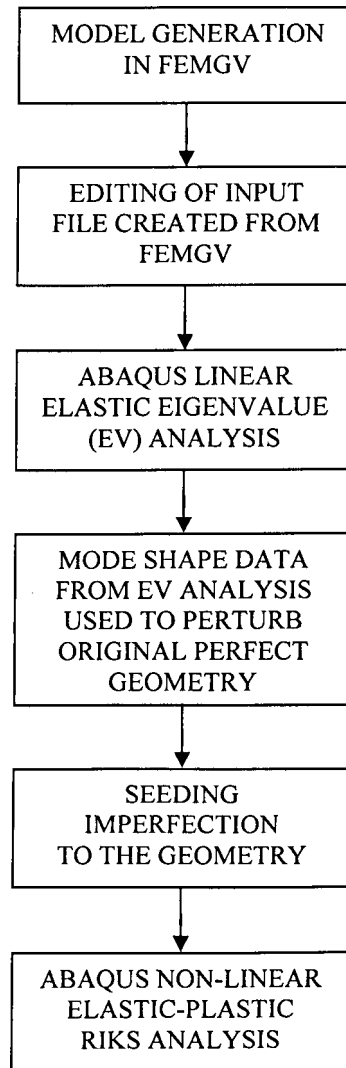 MODEL GENERATION
IN FEMGV
EDITING OF INPUT
FILE CREATED FROM
FEMGV
ABAQUS LINEAR
ELASTIC EIGENVALUE
(EV) ANALYSIS
MODE SHAPE DATA
FROM EV ANALYSIS
USED TO PERTURB
ORIGINAL PERFECT
GEOMETRY
SEEDING
IMPERFECTION
TO THE GEOMETRY
ABAQUS NON-LINEAR
ELASTIC-PLASTIC
RIKS ANALYSIS